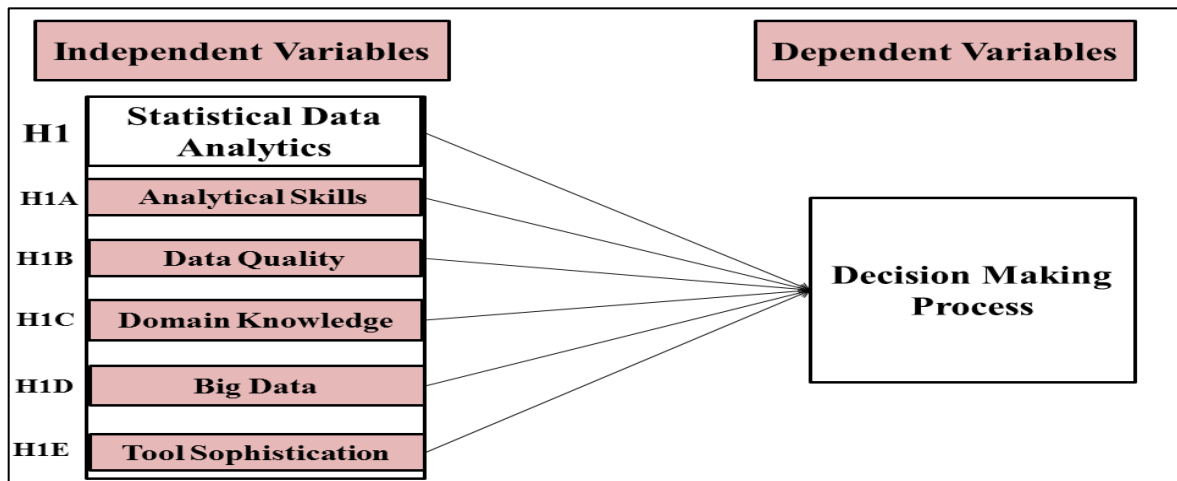 Independent Variables
Dependent Variables
H1
Statistical Data
Analytics
H1A
Analytical Skills
H1B
Data Quality
H1C
Domain Knowledge
H1D
Big Data
H1E
Tool Sophistication
Decision Making
Process